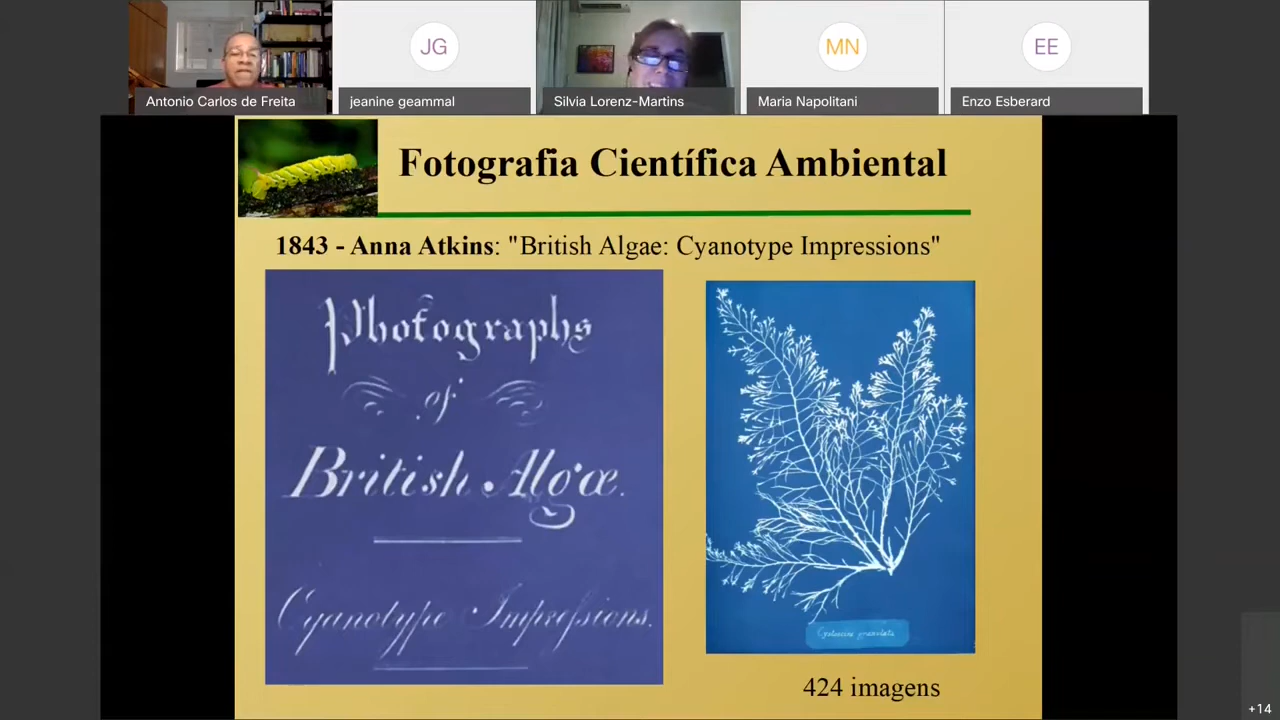 JG
MN
EE
Antonio Carlos de Freita
jeanine geammal
Silvia Lorenz-Martins
Maria Napolitani
Enzo Esberard
Fotografia Científica Ambiental
1843 - Anna Atkins: "British Algae: Cyanotype Impressions"
Photographs
of
British Algæ.
Cyanotype Impreſsions.
424 imagens
+14